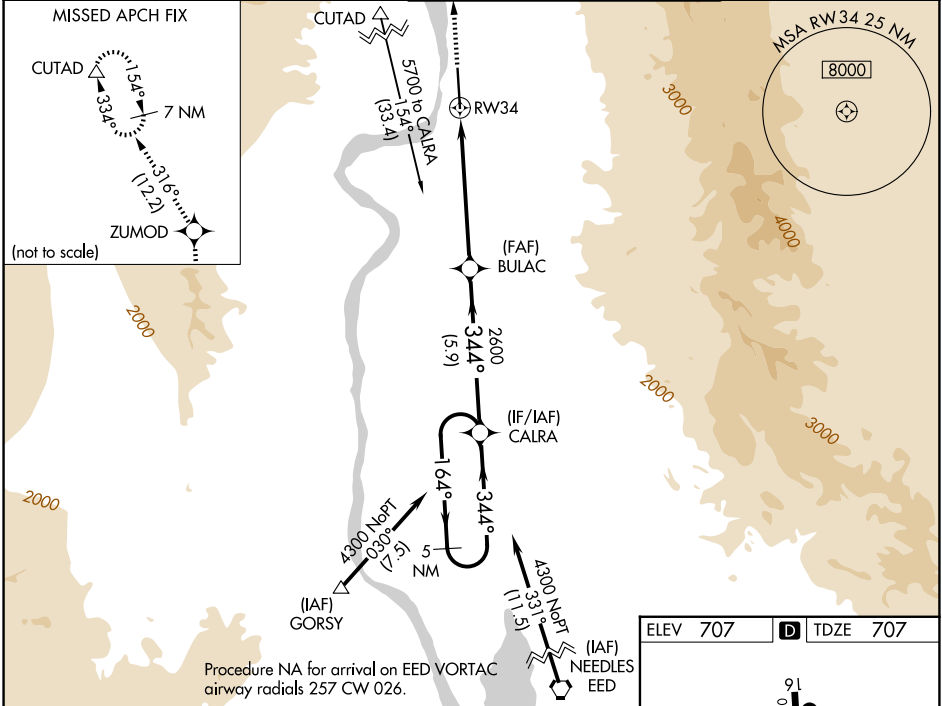 MISSED APCH FIX
CUTAD
154°
334°
7 NM
316°
(12.2)
ZUMOD
(not to scale)
CUTAD
5700 to CALRA
154°
(33.4)
RW34
MSA RW34 25 NM
8000
3000
4000
2000
3000
2000
2000
(FAF)
BULAC
2600
344°
(5.9)
(IF/IAF)
CALRA
164°
344°
5
NM
4300 NoPT
030°
(7.5)
(IAF)
GORSY
4300 NoPT
331°
(11.5)
(IAF)
NEEDLES
EED
Procedure NA for arrival on EED VORTAC
airway radials 257 CW 026.
ELEV 707
D
TDZE 707
16